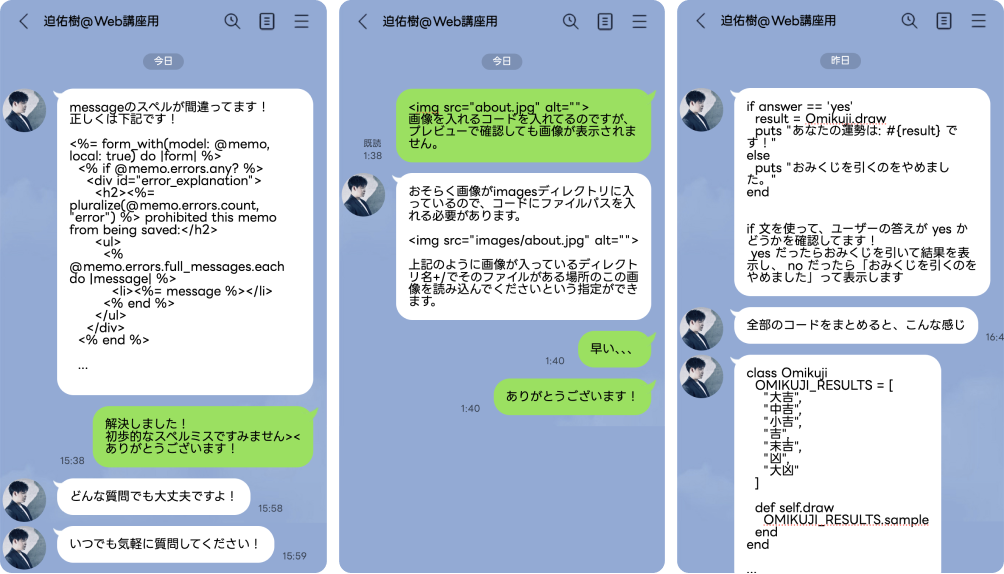 迫佑樹@Web講座用
今日
messageのスペルが間違ってます！
正しくは下記です！
<%= form_with(model: @memo,
local: true) do |form| %>
<% if @memo.errors.any? %>
<div id="error_explanation">
<h2><%=
pluralize(@memo.errors.count,
"error") %> prohibited this memo
from being saved:</h2>
<ul>
<%
@memo.errors.full_messages.each
do |message| %>
<li><%= message %></li>
<% end %>
</ul>
</div>
<% end %>
...
解決しました！
初歩的なスペルミスですみません><
ありがとうございます！
15:38
どんな質問でも大丈夫ですよ！
15:58
いつでも気軽に質問してください！
15:59
迫佑樹@Web講座用
今日
<img src="about.jpg" alt="">
画像を入れるコードを入れてるのですが、
プレビューで確認しても画像が表示されま
せん。
既読
1:38
おそらく画像がimagesディレクトリに入
っているので、コードにファイルパスを入
れる必要があります。
<img src="images/about.jpg" alt="">
上記のように画像が入っているディレクト
リ名+/でそのファイルがある場所のこの画
像を読み込んでくださいという指定ができ
ます。
早い、、、
1:40
ありがとうございます！
1:40
迫佑樹@Web講座用
昨日
if answer == 'yes'
result = Omikuji.draw
puts "あなたの運勢は: #{result} で
す！"
else
puts "おみくじを引くのをやめまし
た。"
end
if 文を使って、ユーザーの答えが yes か
どうかを確認してます！
yes だったらおみくじを引いて結果を表
示し、 no だったら「おみくじを引くのを
やめました」って表示します
全部のコードをまとめると、こんな感じ
16:4
class Omikuji
OMIKUJI_RESULTS = [
"大吉",
"中吉",
"小吉",
"吉",
"末吉",
"凶",
"大凶"
]
def self.draw
OMIKUJI_RESULTS.sample
end
end
...